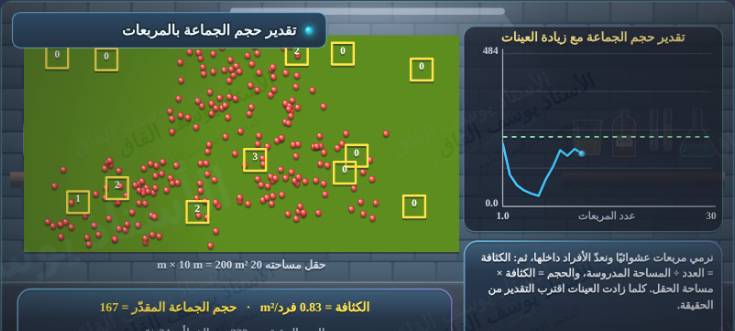 تقدير حجم الجماعة بالمربعات
0
0
2
0
0
3
0
0
1
2
2
0
حقل مساحته 20 m × 10 m = 200 m²
الكثافة = 0.83 فرد/m² · حجم الجماعة المقدّر = 167
تقدير حجم الجماعة مع زيادة العينات
484
0.0
1.0
عدد المربعات
30
نرمي مربعات عشوائيًا ونعدّ الأفراد داخلها، ثم: الكثافة
= العدد ÷ المساحة المدروسة، والحجم = الكثافة ×
مساحة الحقل. كلما زادت العينات اقترب التقدير من
الحقيقة.